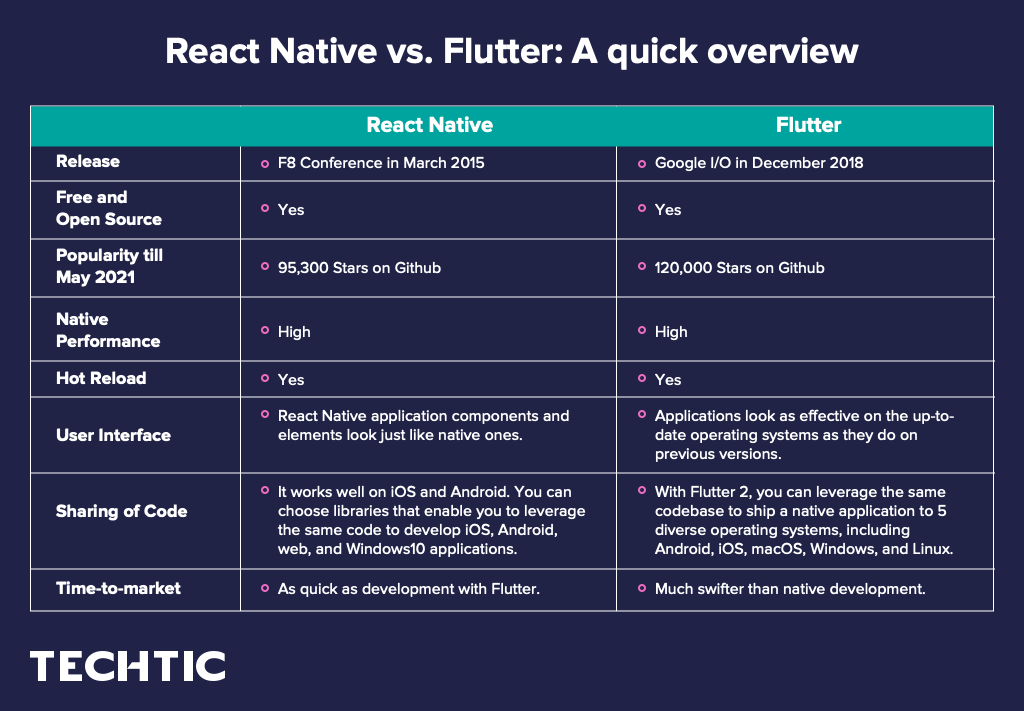 React Native vs. Flutter: A quick overview
React Native
Flutter
Release
F8 Conference in March 2015
Google I/O in December 2018
Free and
Open Source
Yes
Yes
Popularity till
May 2021
95,300 Stars on Github
120,000 Stars on Github
Native
Performance
High
High
Hot Reload
Yes
Yes
User Interface
React Native application components and
elements look just like native ones.
Applications look as effective on the up-to-
date operating systems as they do on
previous versions.
Sharing of Code
It works well on iOS and Android. You can
choose libraries that enable you to leverage
the same code to develop iOS, Android,
web, and Windows10 applications.
With Flutter 2, you can leverage the same
codebase to ship a native application to 5
diverse operating systems, including
Android, iOS, macOS, Windows, and Linux.
Time-to-market
As quick as development with Flutter.
Much swifter than native development.
TECHTIC